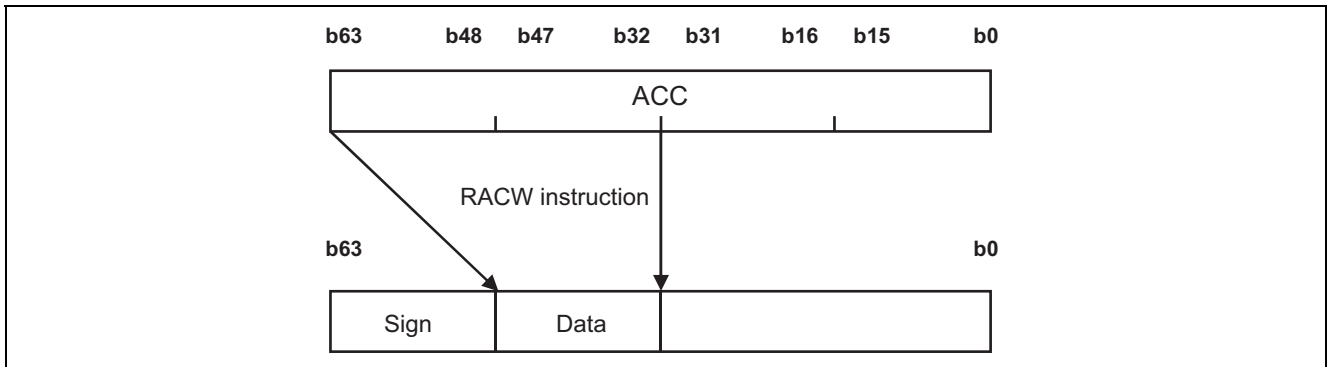 b63 b48 b47 b32 b31 b16 b15 b0
ACC
RACW instruction
b63 b0
Sign Data